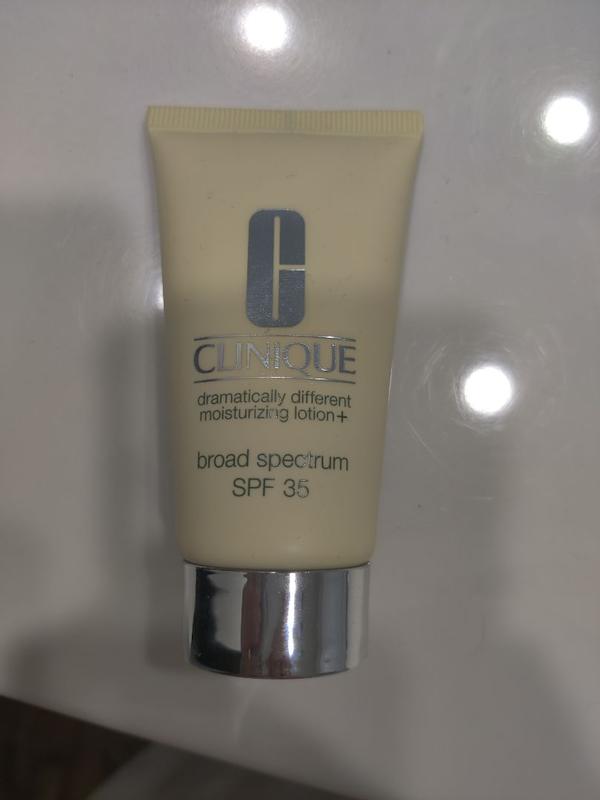 C
CLINIQUE
dramatically different
moisturizing lotion+
broad spectrum
SPF 35